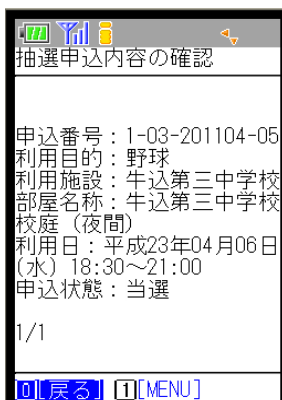 抽選申込内容の確認
申込番号：1-03-201104-05
利用目的：野球
利用施設：牛込第三中学校
部屋名称：牛込第三中学校
校庭（夜間）
利用日：平成23年04月06日
(水) 18:30～21:00
申込状態：当選
1/1
0[戻る] 1[MENU]